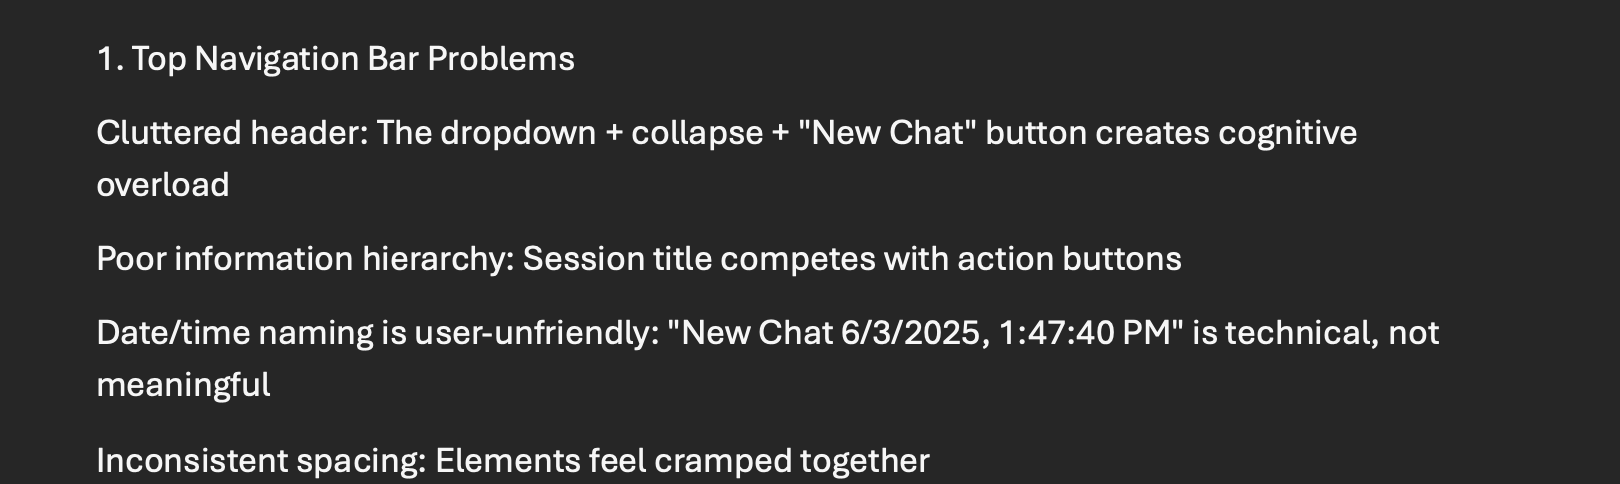 1. Top Navigation Bar Problems
Cluttered header: The dropdown + collapse + "New Chat" button creates cognitive
overload
Poor information hierarchy: Session title competes with action buttons
Date/time naming is user-unfriendly: "New Chat 6/3/2025, 1:47:40 PM" is technical, not
meaningful
Inconsistent spacing: Elements feel cramped together